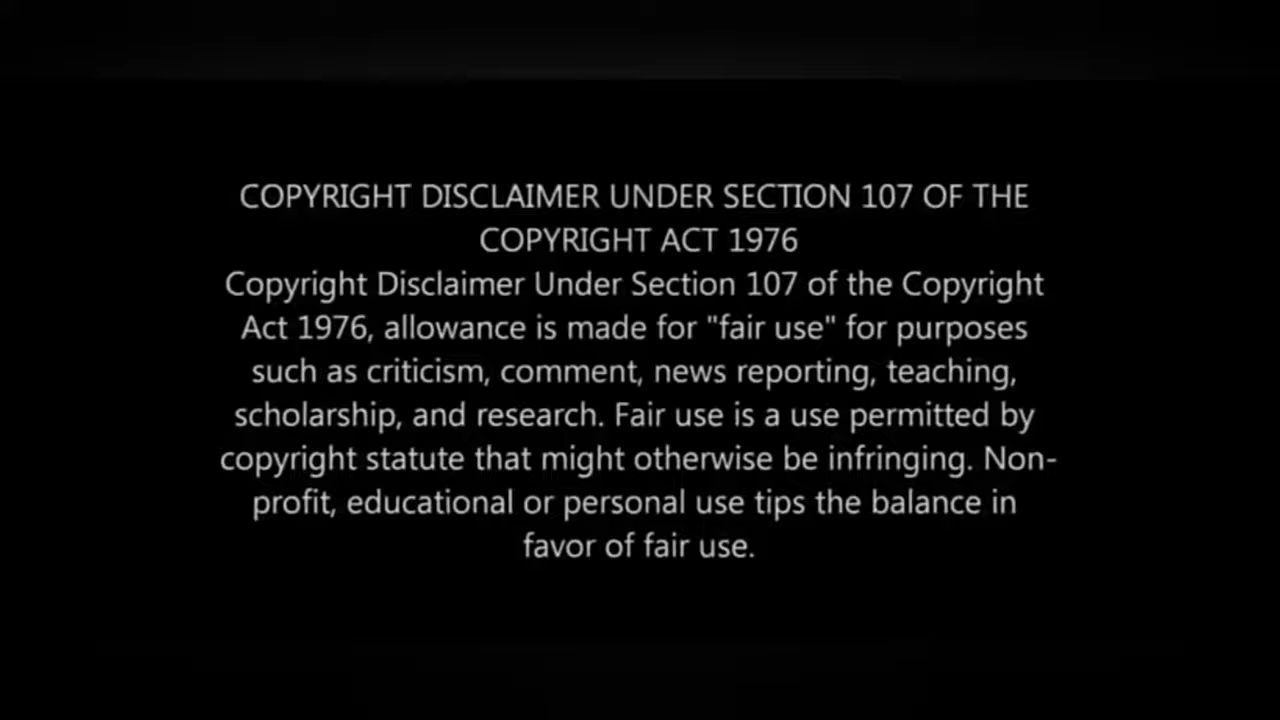 COPYRIGHT DISCLAIMER UNDER SECTION 107 OF THE
COPYRIGHT ACT 1976
Copyright Disclaimer Under Section 107 of the Copyright
Act 1976, allowance is made for "fair use" for purposes
such as criticism, comment, news reporting, teaching,
scholarship, and research. Fair use is a use permitted by
copyright statute that might otherwise be infringing. Non-
profit, educational or personal use tips the balance in
favor of fair use.